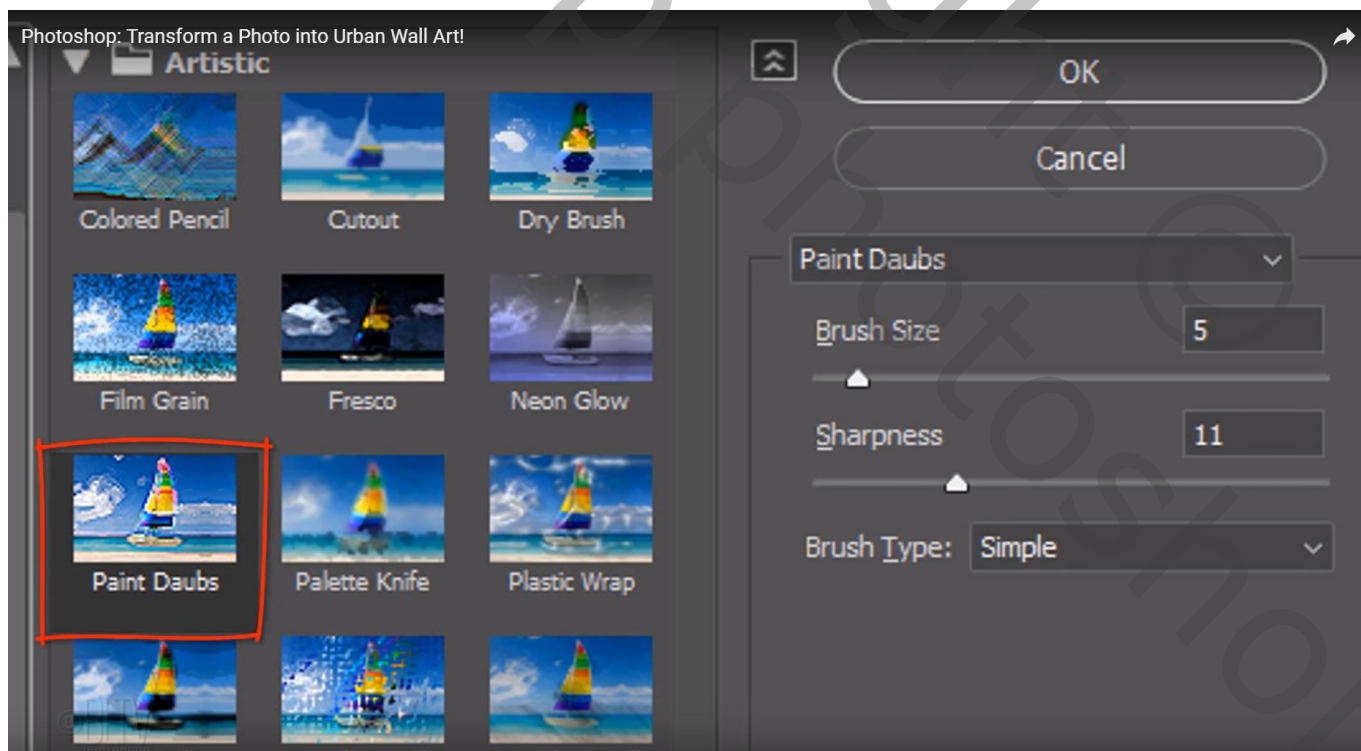 Photoshop: Transform a Photo into Urban Wall Art!
Artistic
Colored Pencil
Cutout
Dry Brush
Film Grain
Fresco
Neon Glow
Paint Daubs
Palette Knife
Plastic Wrap
OK
Cancel
Paint Daubs
Brush Size
5
Sharpness
11
Brush Type: Simple